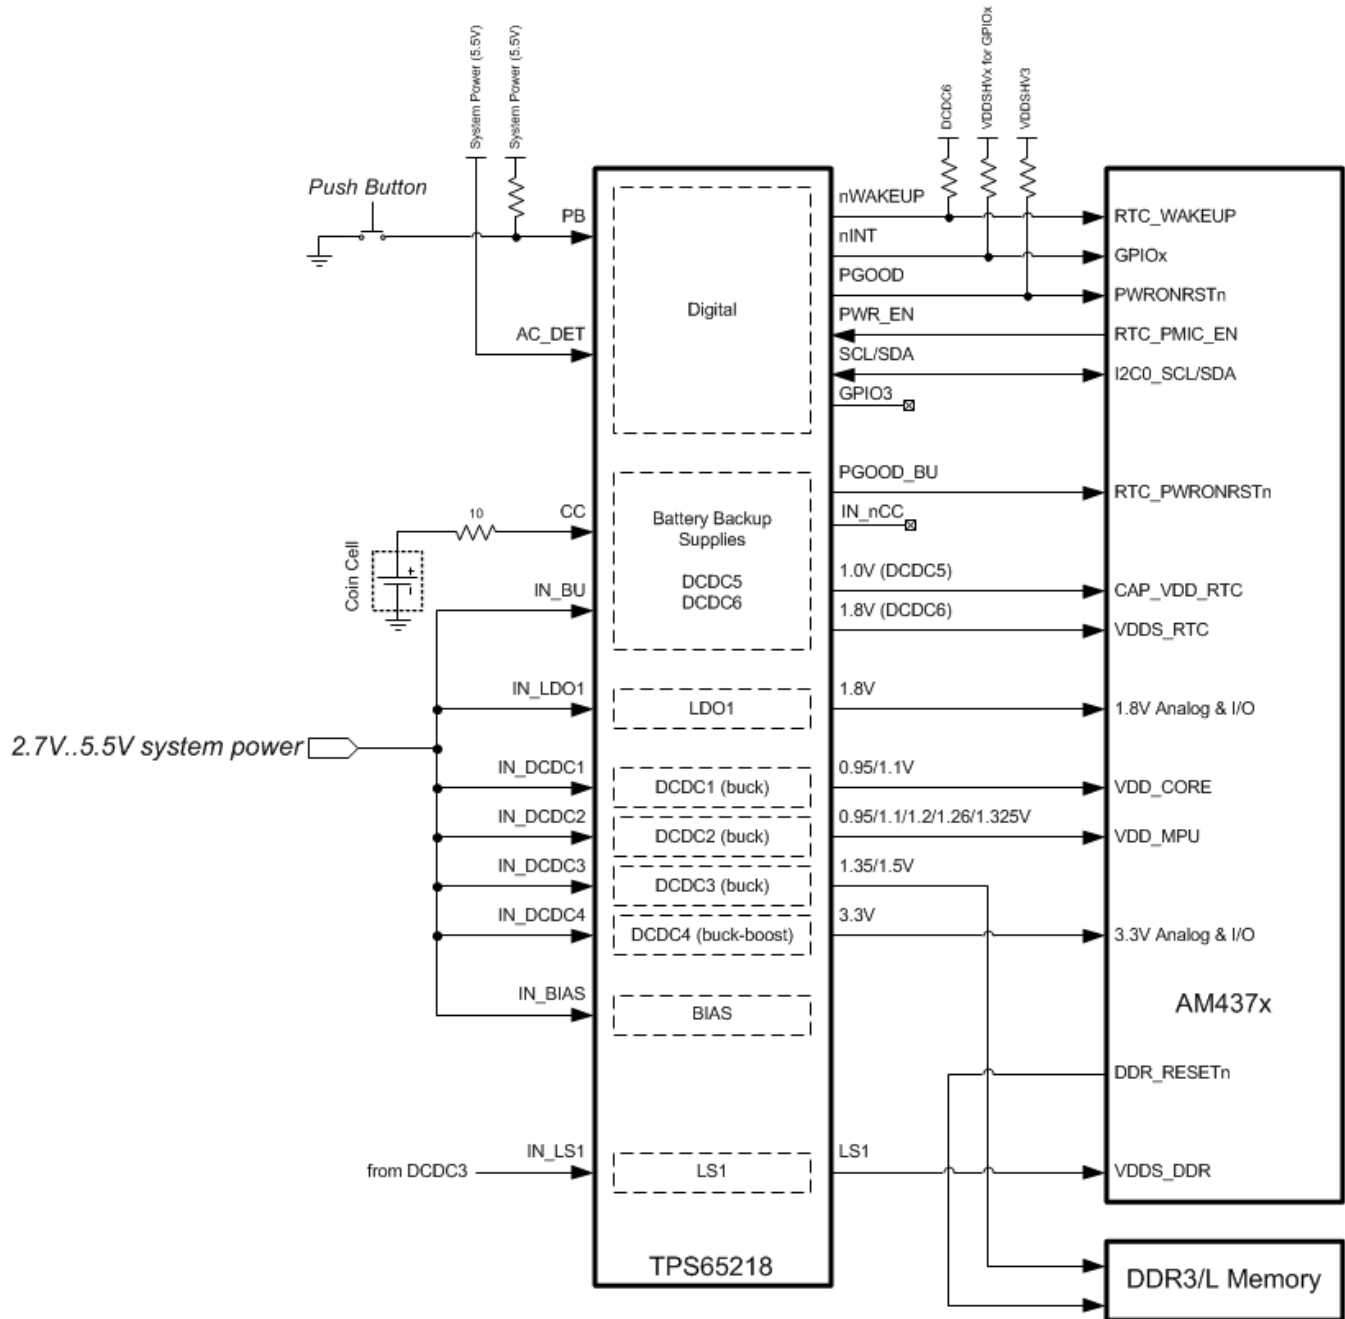 System Power (5.5V)
System Power (5.5V)
DCDC6
VDDSHVx for GPIOx
VDDSHV3
Push Button
PB
AC_DET
Digital
nWAKEUP
nINT
PGOOD
PWR_EN
SCL/SDA
GPIO3
RTC_WAKEUP
GPIOx
PWRONRSTn
RTC_PMIC_EN
I2C0_SCL/SDA
10
CC
Coin Cell
+
IN_BU
Battery Backup
Supplies
DCDC5
DCDC6
PGOOD_BU
IN_nCC
1.0V (DCDC5)
1.8V (DCDC6)
RTC_PWRONRSTn
CAP_VDD_RTC
VDDS_RTC
IN_LDO1
LDO1
1.8V
1.8V Analog & I/O
2.7V..5.5V system power
IN_DCDC1
DCDC1 (buck)
0.95/1.1V
VDD_CORE
IN_DCDC2
DCDC2 (buck)
0.95/1.1/1.2/1.26/1.325V
VDD_MPU
IN_DCDC3
DCDC3 (buck)
1.35/1.5V
IN_DCDC4
DCDC4 (buck-boost)
3.3V
3.3V Analog & I/O
IN_BIAS
BIAS
AM437x
DDR_RESETn
from DCDC3
IN_LS1
LS1
LS1
VDDS_DDR
TPS65218
DDR3/L Memory